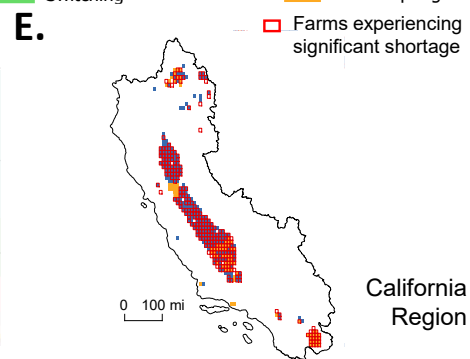 E.
Farms experiencing
significant shortage
0 100 mi
California
Region